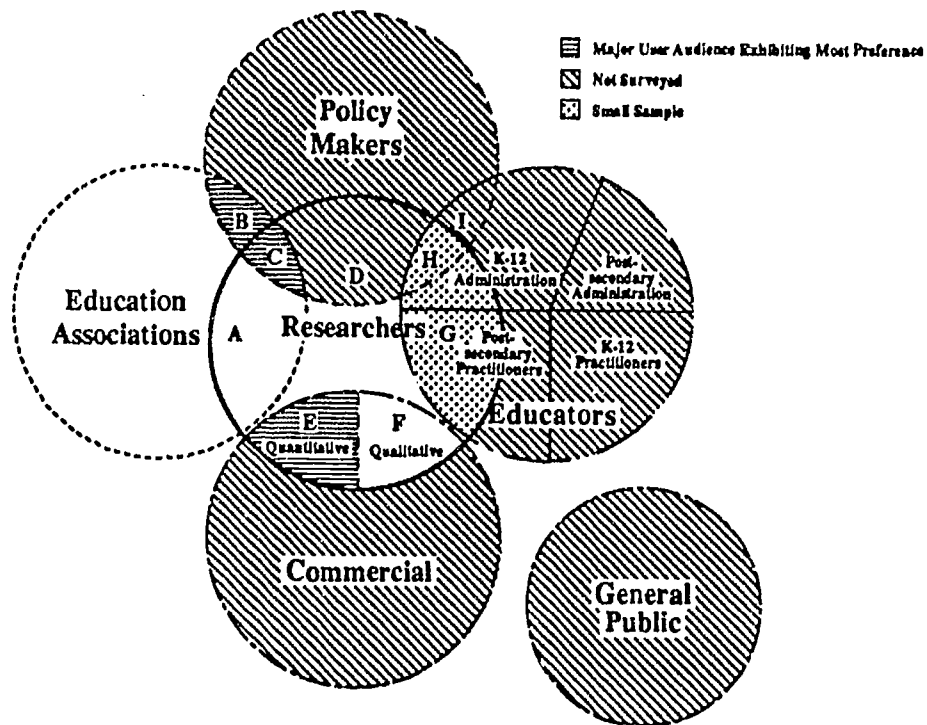 Major User Audience Exhibiting Most Preference
Not Surveyed
Small Sample
Policy
Makers
B
C
I
H
K-12
Administration
Post-
secondary
Administration
D
Education
Associations
A
Researchers
G
Post-
secondary
Practitioners
K-12
Practitioners
Educators
E
Quantitative
F
Qualitative
Commercial
General
Public